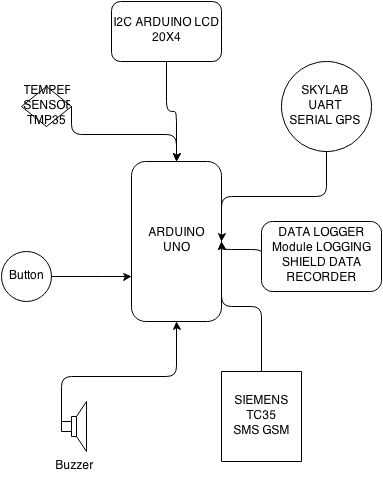 I2C ARDUINO LCD
20X4
TEMPER
SENSOR
TMP35
SKYLAB
UART
SERIAL GPS
ARDUINO
UNO
DATA LOGGER
Module LOGGING
SHIELD DATA
RECORDER
Button
SIEMENS
TC35
SMS GSM
Buzzer